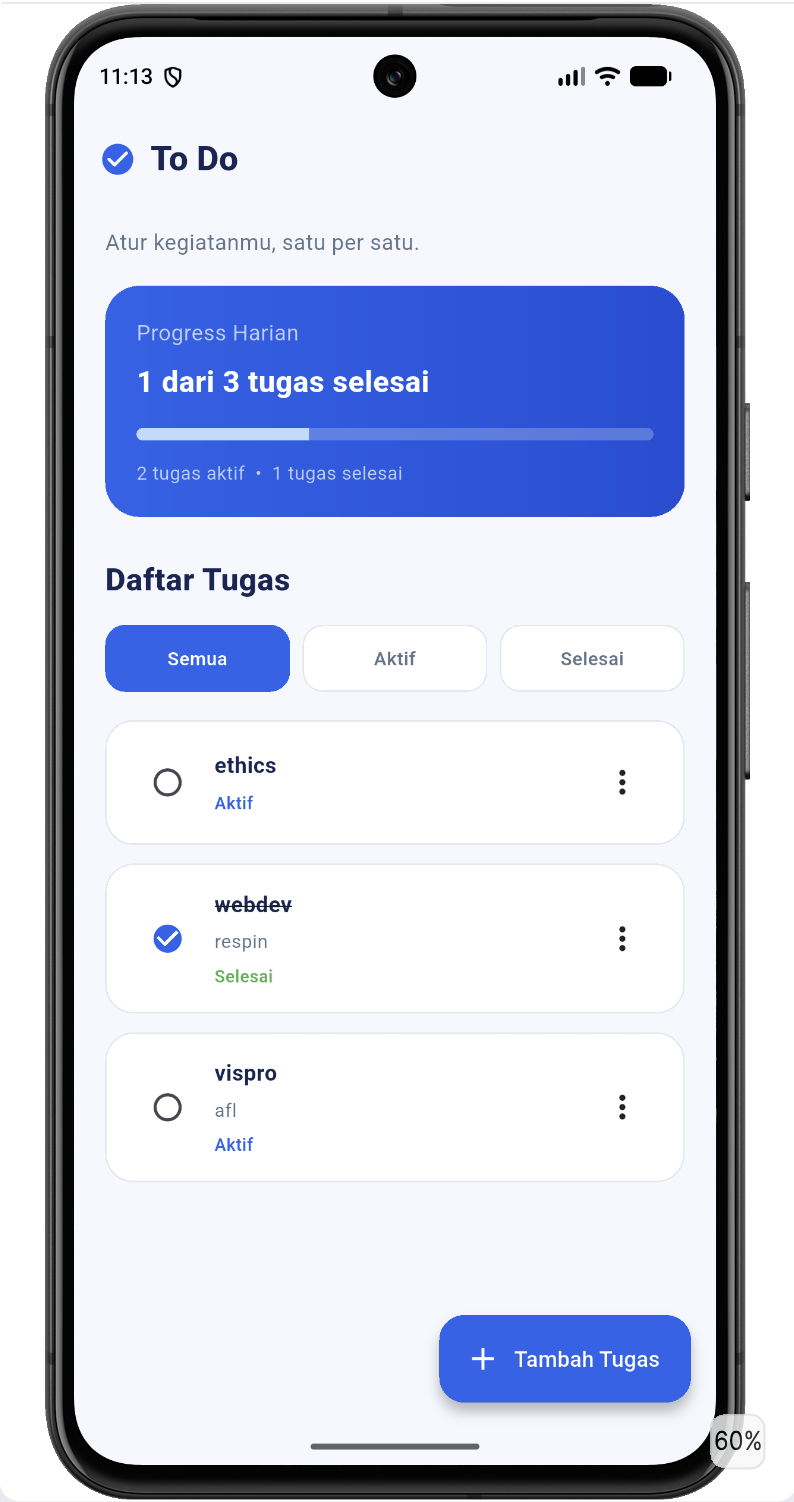 11:13
To Do
Atur kegiatanmu, satu per satu.
Progress Harian
1 dari 3 tugas selesai
2 tugas aktif • 1 tugas selesai
Daftar Tugas
Semua Aktif Selesai
ethics
Aktif
webdev
respin
Selesai
vispro
afl
Aktif
+ Tambah Tugas
60%